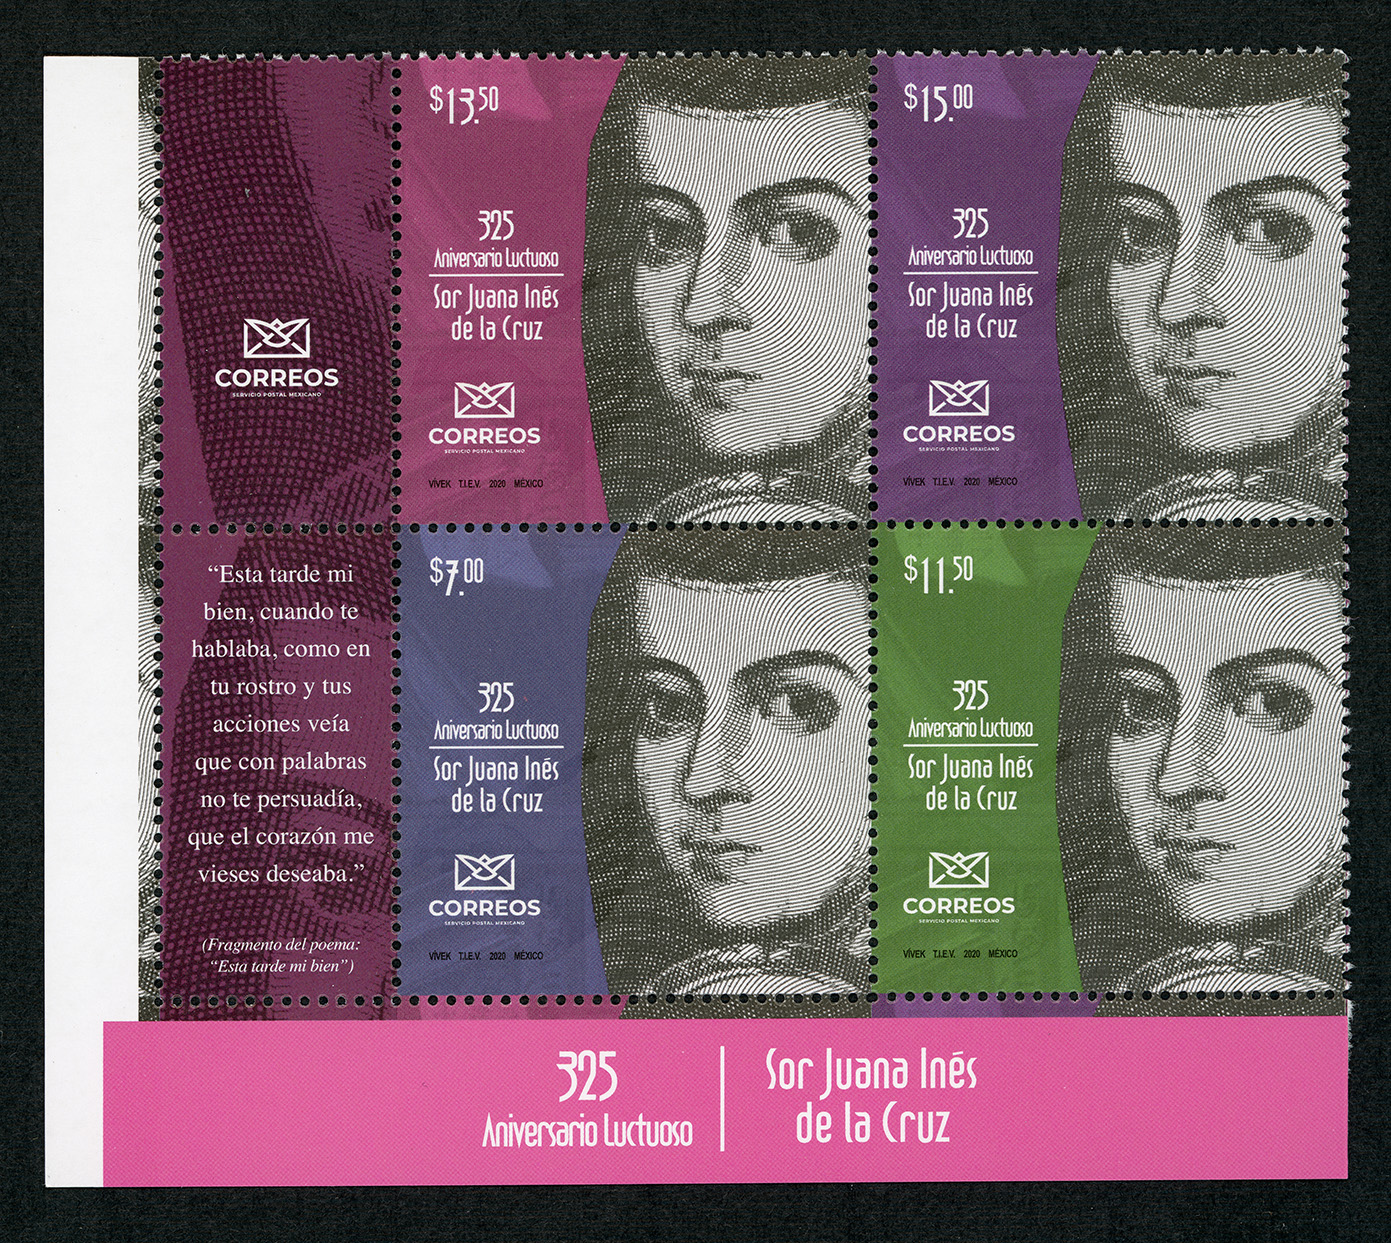 CORREOS
SERVICIO POSTAL MEXICANO
$13.50
325
Aniversario Luctuoso
Sor Juana Inés
de la Cruz
CORREOS
SERVICIO POSTAL MEXICANO
VÍVEK T.I.E.V. 2020 MÉXICO
$15.00
325
Aniversario Luctuoso
Sor Juana Inés
de la Cruz
CORREOS
SERVICIO POSTAL MEXICANO
VÍVEK T.I.E.V. 2020 MÉXICO
“Esta tarde mi
bien, cuando te
hablaba, como en
tu rostro y tus
acciones veía
que con palabras
no te persuadía,
que el corazón me
vieses deseaba.”
(Fragmento del poema:
“Esta tarde mi bien”)
$7.00
325
Aniversario Luctuoso
Sor Juana Inés
de la Cruz
CORREOS
SERVICIO POSTAL MEXICANO
VÍVEK T.I.E.V. 2020 MÉXICO
$11.50
325
Aniversario Luctuoso
Sor Juana Inés
de la Cruz
CORREOS
SERVICIO POSTAL MEXICANO
VÍVEK T.I.E.V. 2020 MÉXICO
325
Aniversario Luctuoso
Sor Juana Inés
de la Cruz